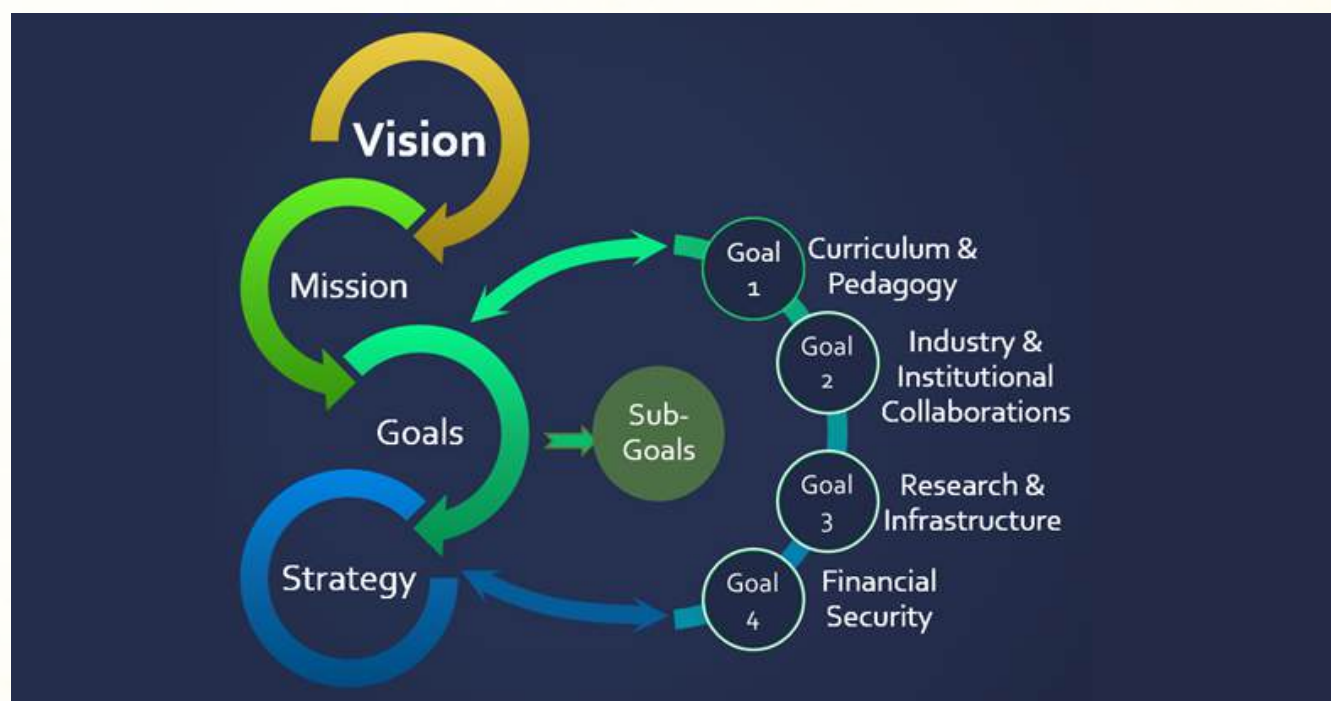 Vision
Mission
Goals
Strategy
Sub-
Goals
Goal
1
Curriculum &
Pedagogy
Goal
2
Industry &
Institutional
Collaborations
Goal
3
Research &
Infrastructure
Goal
4
Financial
Security